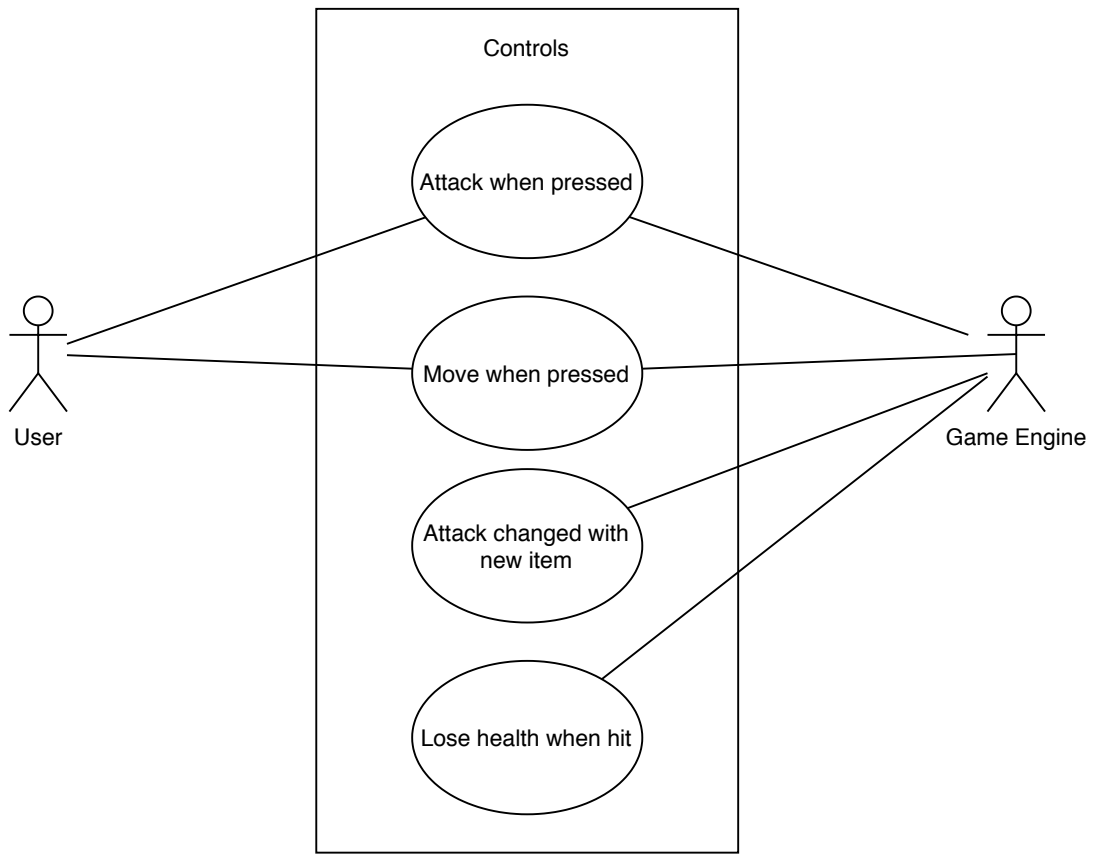 Controls
Attack when pressed
Move when pressed
User
Game Engine
Attack changed with
new item
Lose health when hit